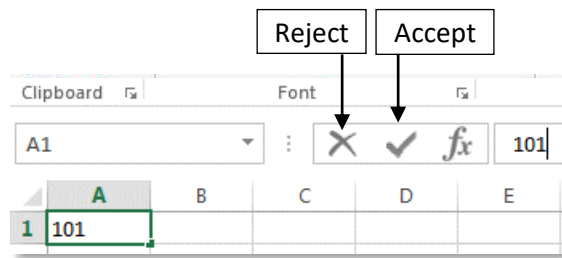 Reject Accept
Clipboard Font
A1 fx 101
A B C D E
1 101